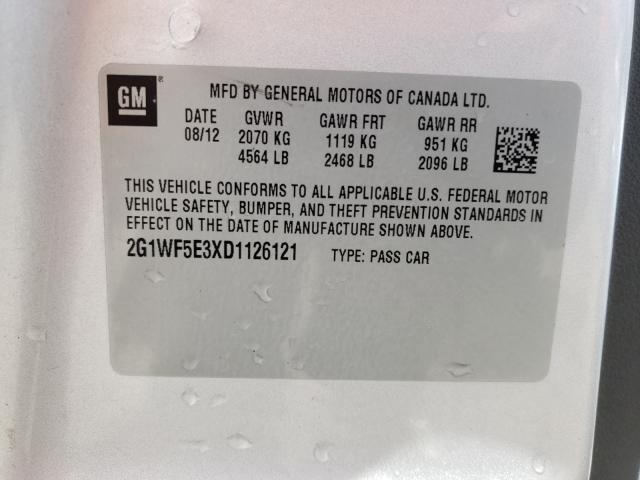 GM ®
MFD BY GENERAL MOTORS OF CANADA LTD.
DATE GVWR GAWR FRT GAWR RR
08/12 2070 KG 1119 KG 951 KG
4564 LB 2468 LB 2096 LB
THIS VEHICLE CONFORMS TO ALL APPLICABLE U.S. FEDERAL MOTOR
VEHICLE SAFETY, BUMPER, AND THEFT PREVENTION STANDARDS IN
EFFECT ON THE DATE OF MANUFACTURE SHOWN ABOVE.
2G1WF5E3XD1126121 TYPE: PASS CAR